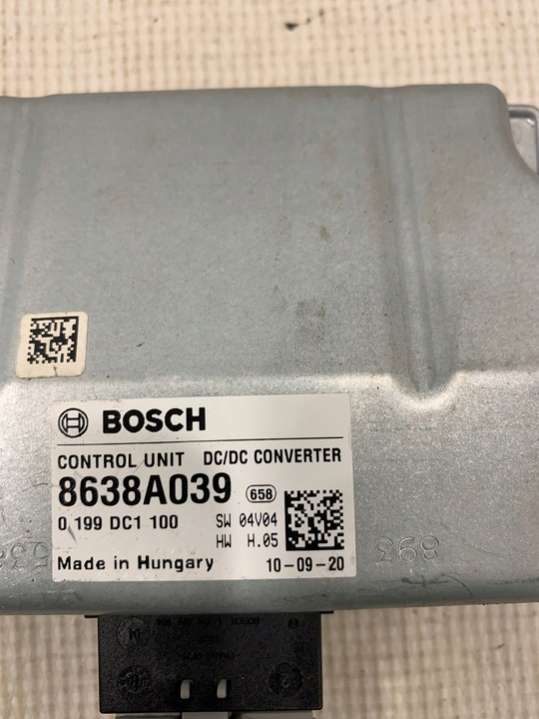 BOSCH
CONTROL UNIT DC/DC CONVERTER
8638A039 658
0 199 DC1 100 SW 04V04
HW H.05
Made in Hungary 10-09-20